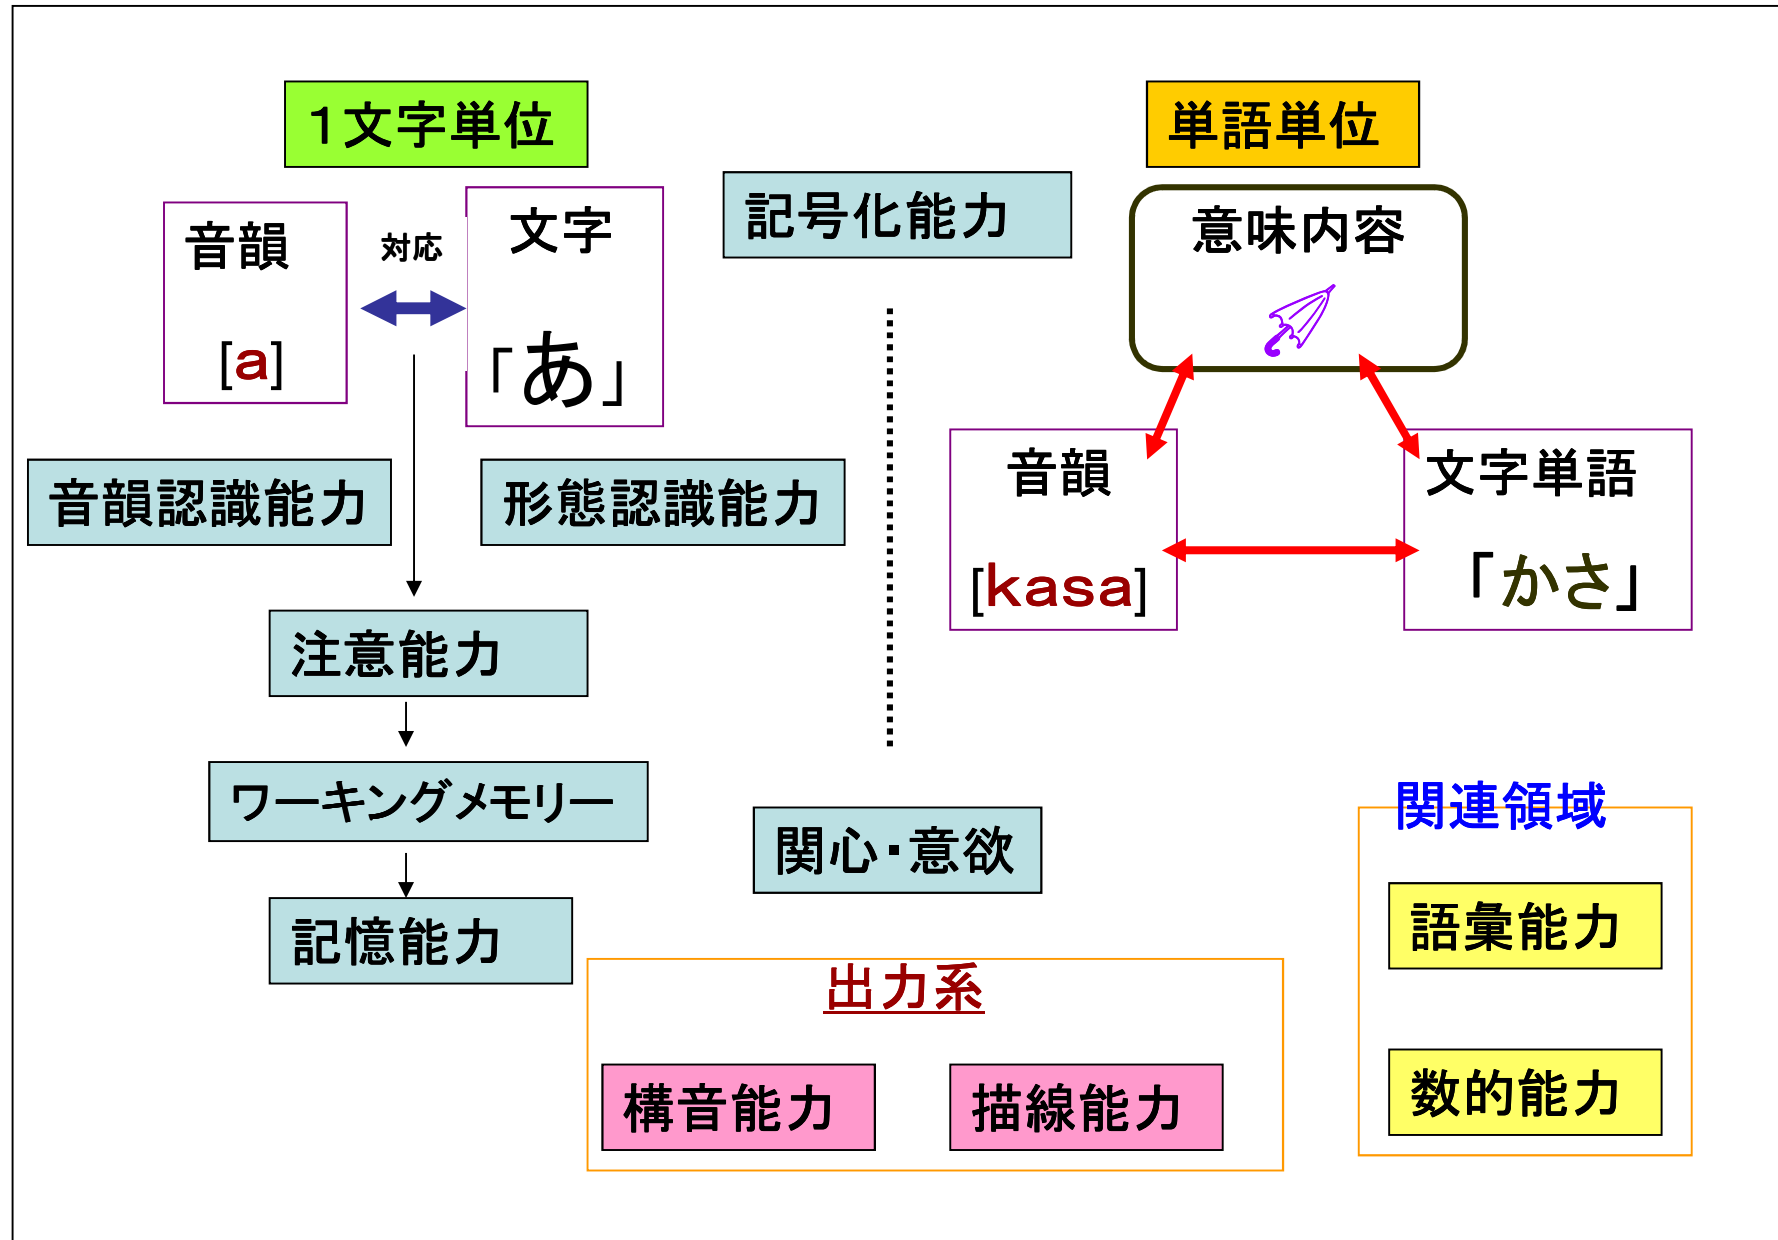 １文字単位
単語単位
記号化能力
音韻
対応
文字
[a]
「あ」
意味内容
音韻認識能力
形態認識能力
音韻
[kasa]
文字単語
「かさ」
注意能力
ワーキングメモリー
記憶能力
関心・意欲
出力系
構音能力
描線能力
関連領域
語彙能力
数的能力